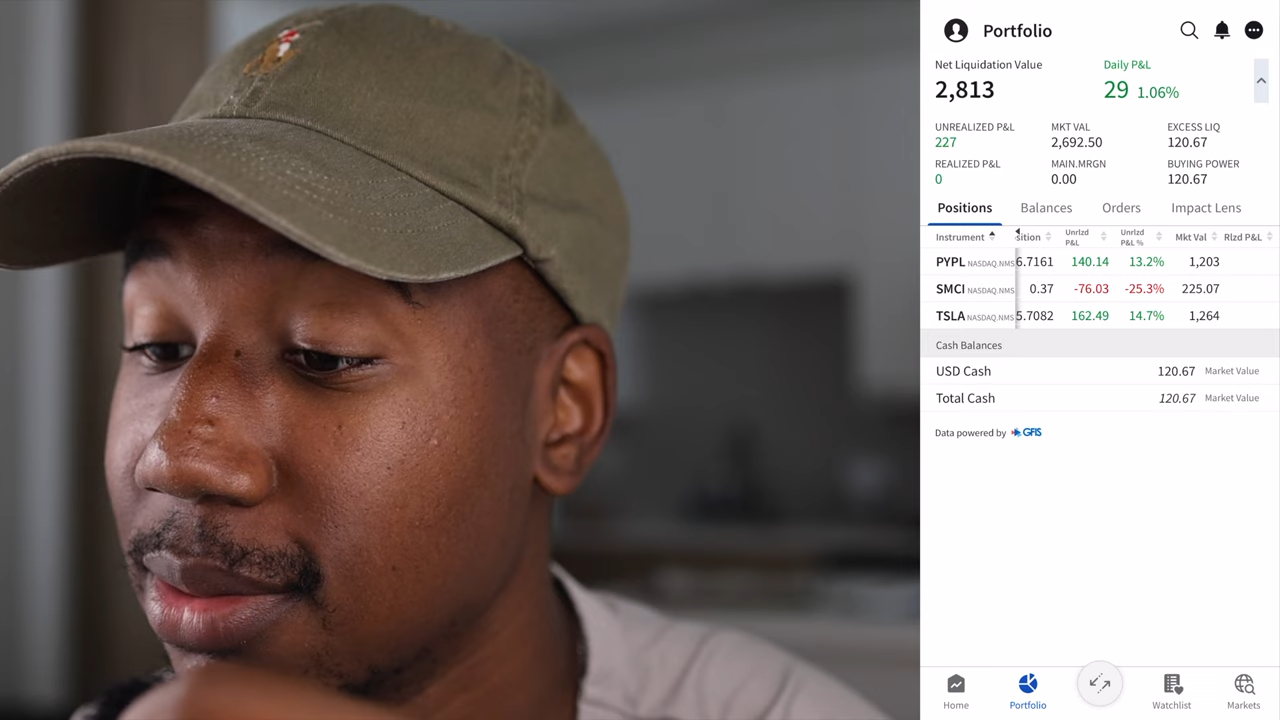 Portfolio
Net Liquidation Value Daily P&L
2,813 29 1.06%
UNREALIZED P&L MKT VAL EXCESS LIQ
227 2,692.50 120.67
REALIZED P&L MAIN.MRGN BUYING POWER
0 0.00 120.67
Positions Balances Orders Impact Lens
Instrument sition Unrlzd P&L Unrlzd P&L % Mkt Val Rlzd P&L
PYPL NASDAQ.NMS 6.7161 140.14 13.2% 1,203
SMCI NASDAQ.NMS 0.37 -76.03 -25.3% 225.07
TSLA NASDAQ.NMS 5.7082 162.49 14.7% 1,264
Cash Balances
USD Cash 120.67 Market Value
Total Cash 120.67 Market Value
Data powered by GFIS
Home Portfolio Watchlist Markets